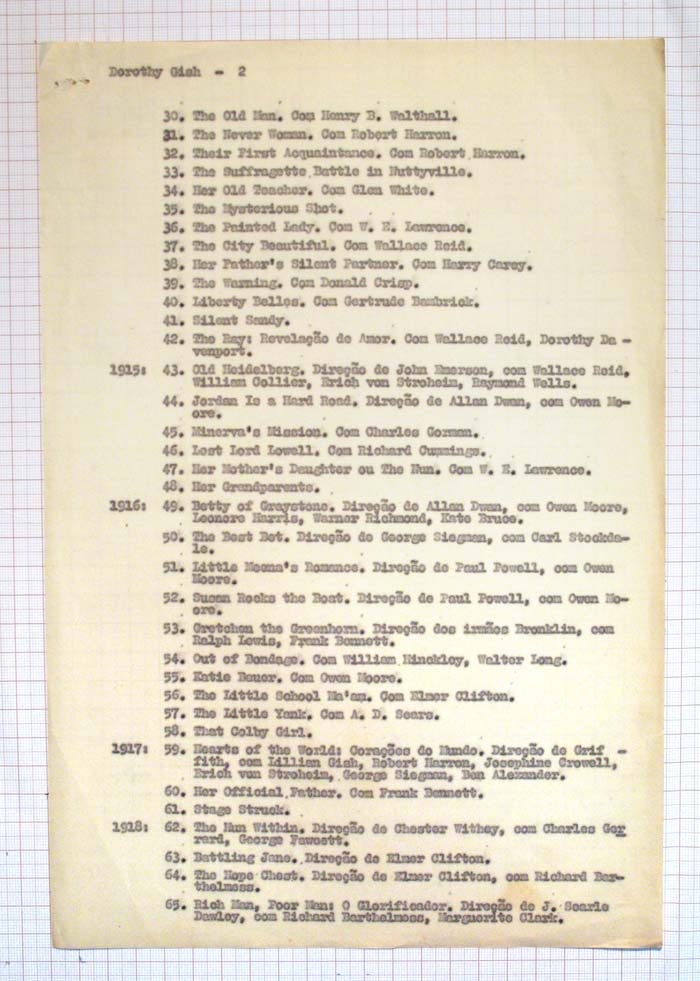 Dorothy Gish - 2
30. The Old Man. Com Henry B. Walthall.
31. The Never Woman. Com Robert Harron.
32. Their First Acquaintance. Com Robert Harron.
33. The Suffragette Battle in Nuttyville.
34. Her Old Teacher. Com Glen White.
35. The Mysterious Shot.
36. The Painted Lady. Com W. E. Lawrence.
37. The City Beautiful. Com Wallace Reid.
38. Her Father's Silent Partner. Com Harry Carey.
39. The Warning. Com Donald Crisp.
40. Liberty Belles. Com Gertrude Bambrick.
41. Silent Sandy.
42. The Ray: Revelação de Amor. Com Wallace Reid, Dorothy Da -
venport.
1915: 43. Old Heidelberg. Direção de John Emerson, com Wallace Reid,
William Collier, Erich von Stroheim, Raymond Wells.
44. Jordan Is a Hard Road. Direção de Allan Dwan, com Owen Mo-
ore.
45. Minerva's Mission. Com Charles Gorman.
46. Lost Lord Lowell. Com Richard Cummings.
47. Her Mother's Daughter ou The Nun. Com W. E. Lawrence.
48. Her Grandparents.
1916: 49. Betty of Graystone. Direção de Allan Dwan, com Owen Moore,
Leonore Harris, Warner Richmond, Kate Bruce.
50. The Best Bet. Direção de George Siegman, com Carl Stockda-
le.
51. Little Meena's Romance. Direção de Paul Powell, com Owen
Moore.
52. Susan Rocks the Boat. Direção de Paul Powell, com Owen Mo-
ore.
53. Gretchen the Greenhorn. Direção dos irmãos Bronklin, com
Ralph Lewis, Frank Bennett.
54. Out of Bondage. Com William Hinckley, Walter Long.
55. Katie Bauer. Com Owen Moore.
56. The Little School Ma'am. Com Elmer Clifton.
57. The Little Yank. Com A. D. Sears.
58. That Colby Girl.
1917: 59. Hearts of the World: Corações do Mundo. Direção de Grif -
fith, com Lillian Gish, Robert Harron, Josephine Crowell,
Erich von Stroheim, George Siegman, Ben Alexander.
60. Her Official Father. Com Frank Bennett.
61. Stage Struck.
1918: 62. The Hun Within. Direção de Chester Withey, com Charles Ger
rard, George Fawcett.
63. Battling Jane. Direção de Elmer Clifton.
64. The Hope Chest. Direção de Elmer Clifton, com Richard Bar-
thelmess.
65. Rich Man, Poor Man: O Glorificador. Direção de J. Searle
Dawley, com Richard Barthelmess, Marguerite Clark.